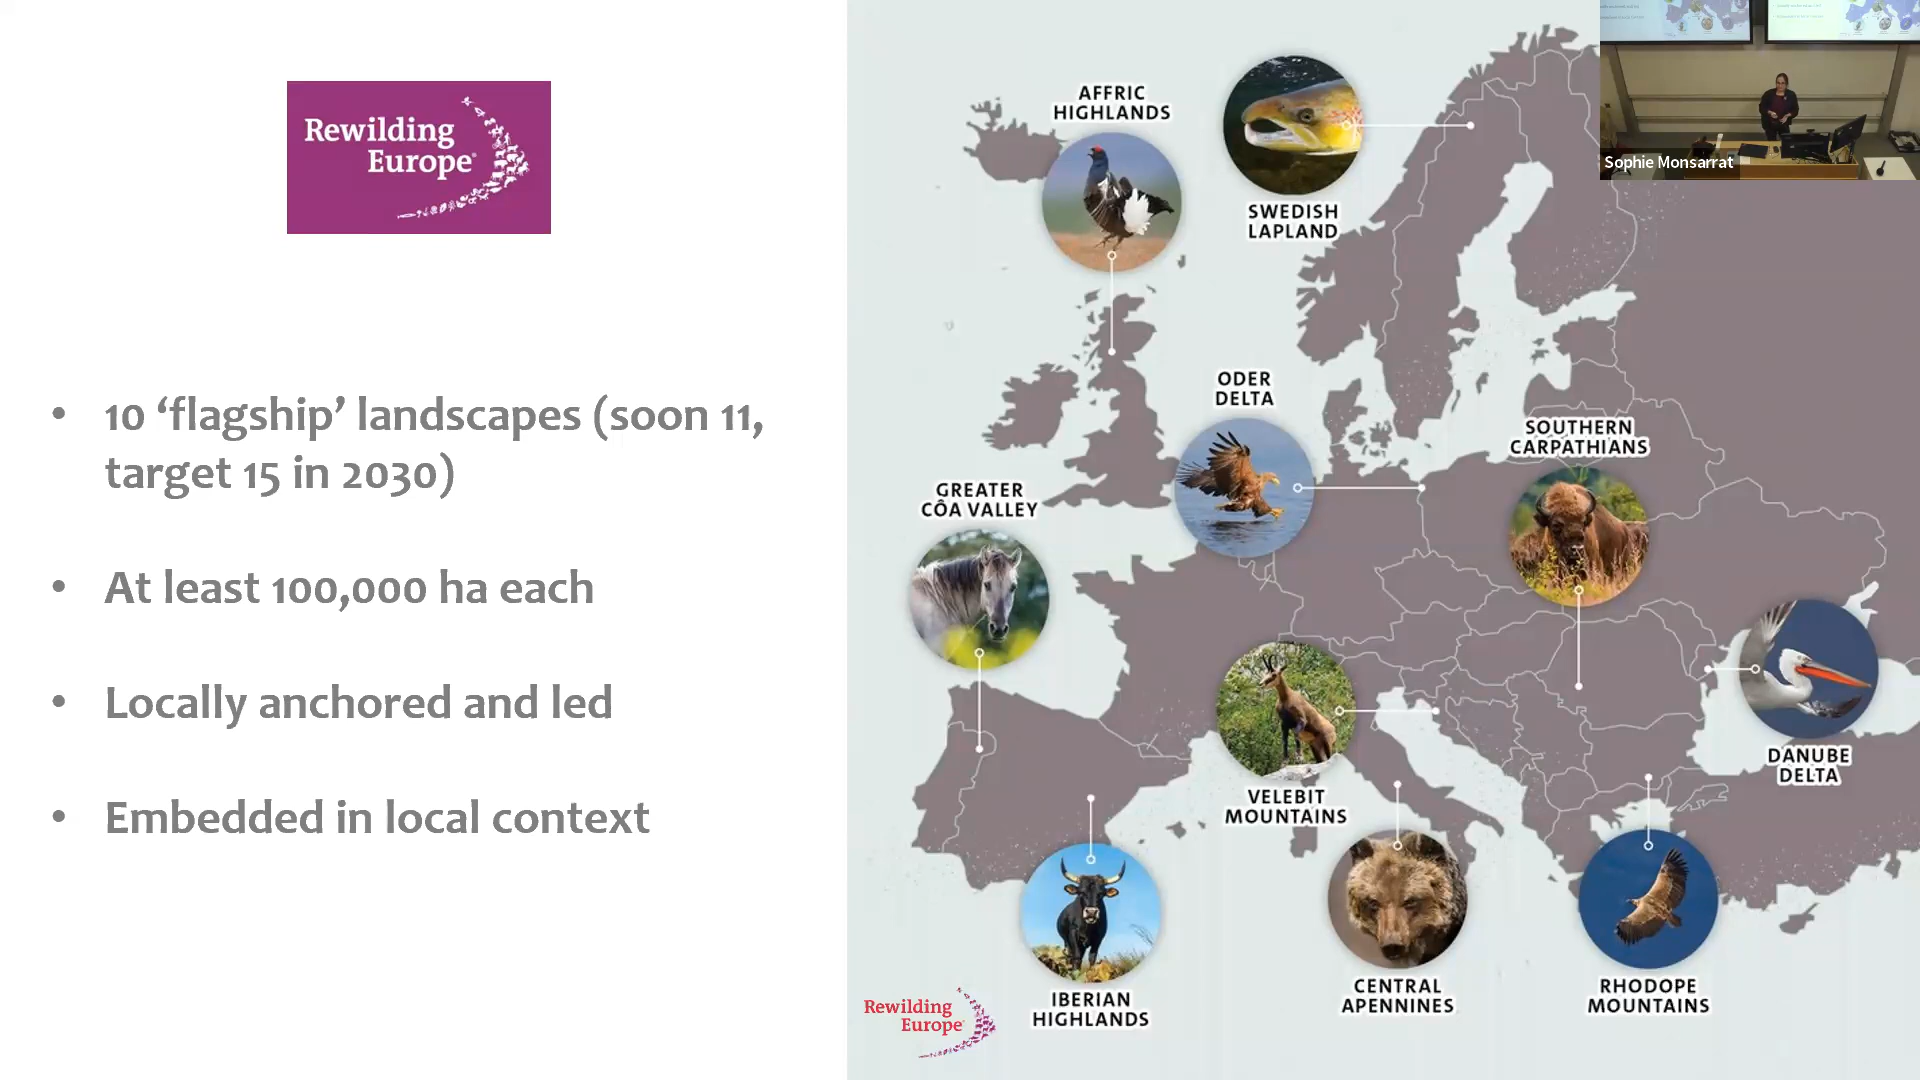 Rewilding
Europe®
• 10 ‘flagship’ landscapes (soon 11,
target 15 in 2030)
• At least 100,000 ha each
• Locally anchored and led
• Embedded in local context
AFFRIC
HIGHLANDS
SWEDISH
LAPLAND
ODER
DELTA
SOUTHERN
CARPATHIANS
GREATER
CÔA VALLEY
VELEBIT
MOUNTAINS
DANUBE
DELTA
IBERIAN
HIGHLANDS
CENTRAL
APENNINES
RHODOPE
MOUNTAINS
Rewilding
Europe®
Sophie Monsarrat